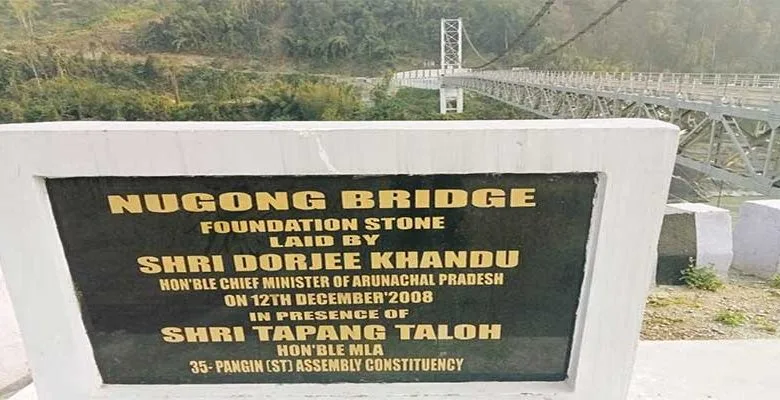 NUGONG BRIDGE
FOUNDATION STONE
LAID BY
SHRI DORJEE KHANDU
HON'BLE CHIEF MINISTER OF ARUNACHAL PRADESH
ON 12TH DECEMBER'2008
IN PRESENCE OF
SHRI TAPANG TALOH
HON'BLE MLA
35- PANGIN (ST) ASSEMBLY CONSTITUENCY